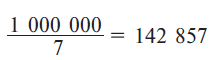 1 000 000 / 7 = 142 857